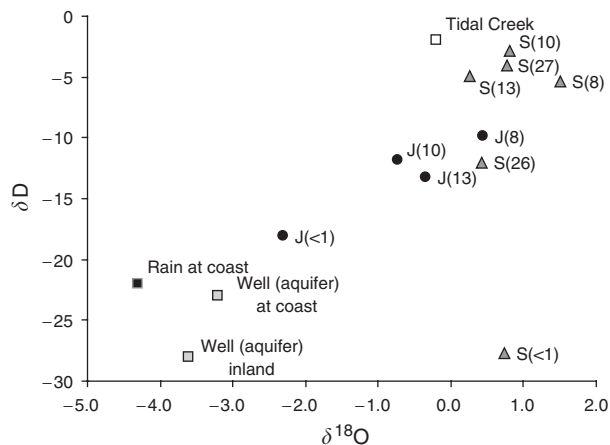 0
Tidal Creek
S(10)
S(27)
−5
S(13)
S(8)
−10
J(10)
J(8)
S(26)
J(13)
δD
−15
J(<1)
−20
Rain at coast
Well (aquifer)
at coast
−25
Well (aquifer)
inland
S(<1)
−30
−5.0 −4.0 −3.0 −2.0 −1.0 0.0 1.0 2.0
δ¹⁸O